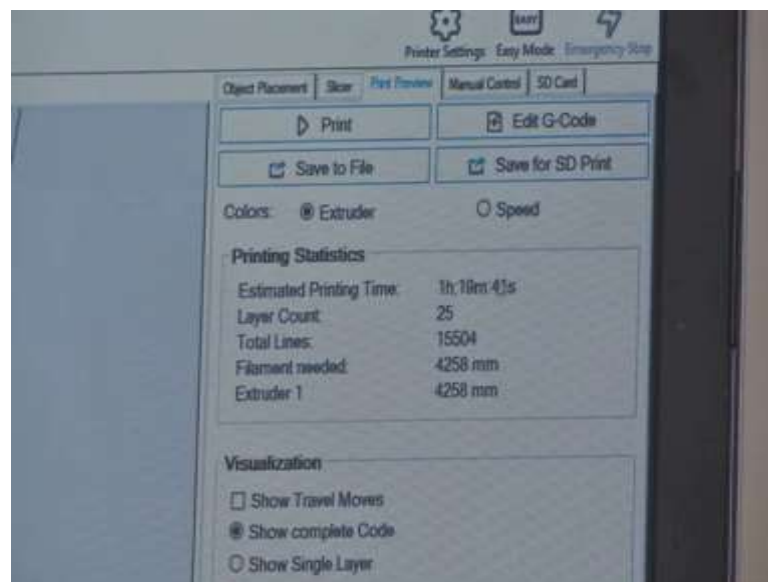 EASY
Printer Settings Easy Mode Emergency Stop
Object Placement Slicer Print Preview Manual Control SD Card
Print Edit G-Code
Save to File Save for SD Print
Colors: Extruder Speed
Printing Statistics
Estimated Printing Time: 1h:19m:41s
Layer Count: 25
Total Lines: 15504
Filament needed: 4258 mm
Extruder 1 4258 mm
Visualization
Show Travel Moves
Show complete Code
Show Single Layer